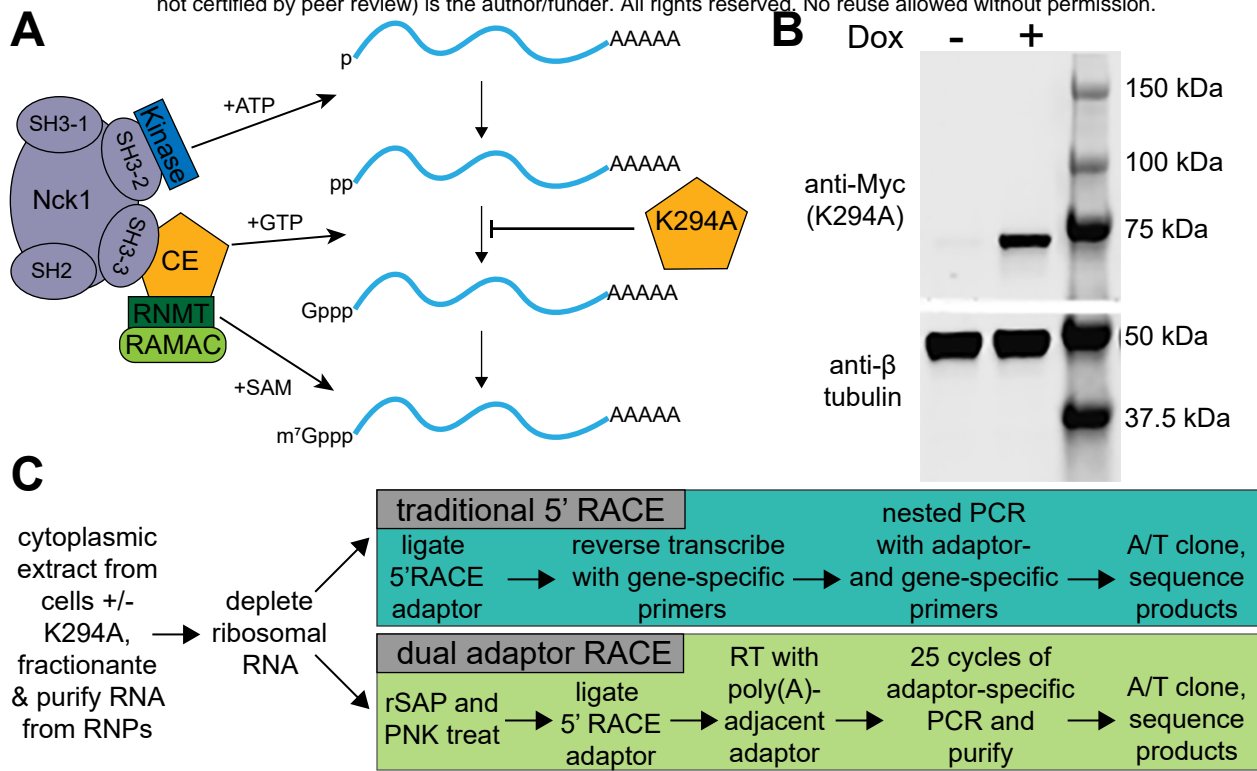 not certified by peer review) is the author/funder. All rights reserved. No reuse allowed without permission.
A
p
AAAAA
SH3-1
SH3-2
Kinase
+ATP
Nck1
pp
AAAAA
SH3-3
CE
+GTP
K294A
SH2
RNMT
RAMAC
Gppp
AAAAA
+SAM
m⁷Gppp
AAAAA
B
Dox - +
150 kDa
100 kDa
anti-Myc
(K294A)
75 kDa
50 kDa
anti-β
tubulin
37.5 kDa
C
cytoplasmic
extract from
cells +/-
K294A,
fractionante
& purify RNA
from RNPs
deplete
ribosomal
RNA
traditional 5' RACE
ligate
5'RACE
adaptor
reverse transcribe
with gene-specific
primers
nested PCR
with adaptor-
and gene-specific
primers
A/T clone,
sequence
products
dual adaptor RACE
rSAP and
PNK treat
ligate
5' RACE
adaptor
RT with
poly(A)-
adjacent
adaptor
25 cycles of
adaptor-specific
PCR and
purify
A/T clone,
sequence
products